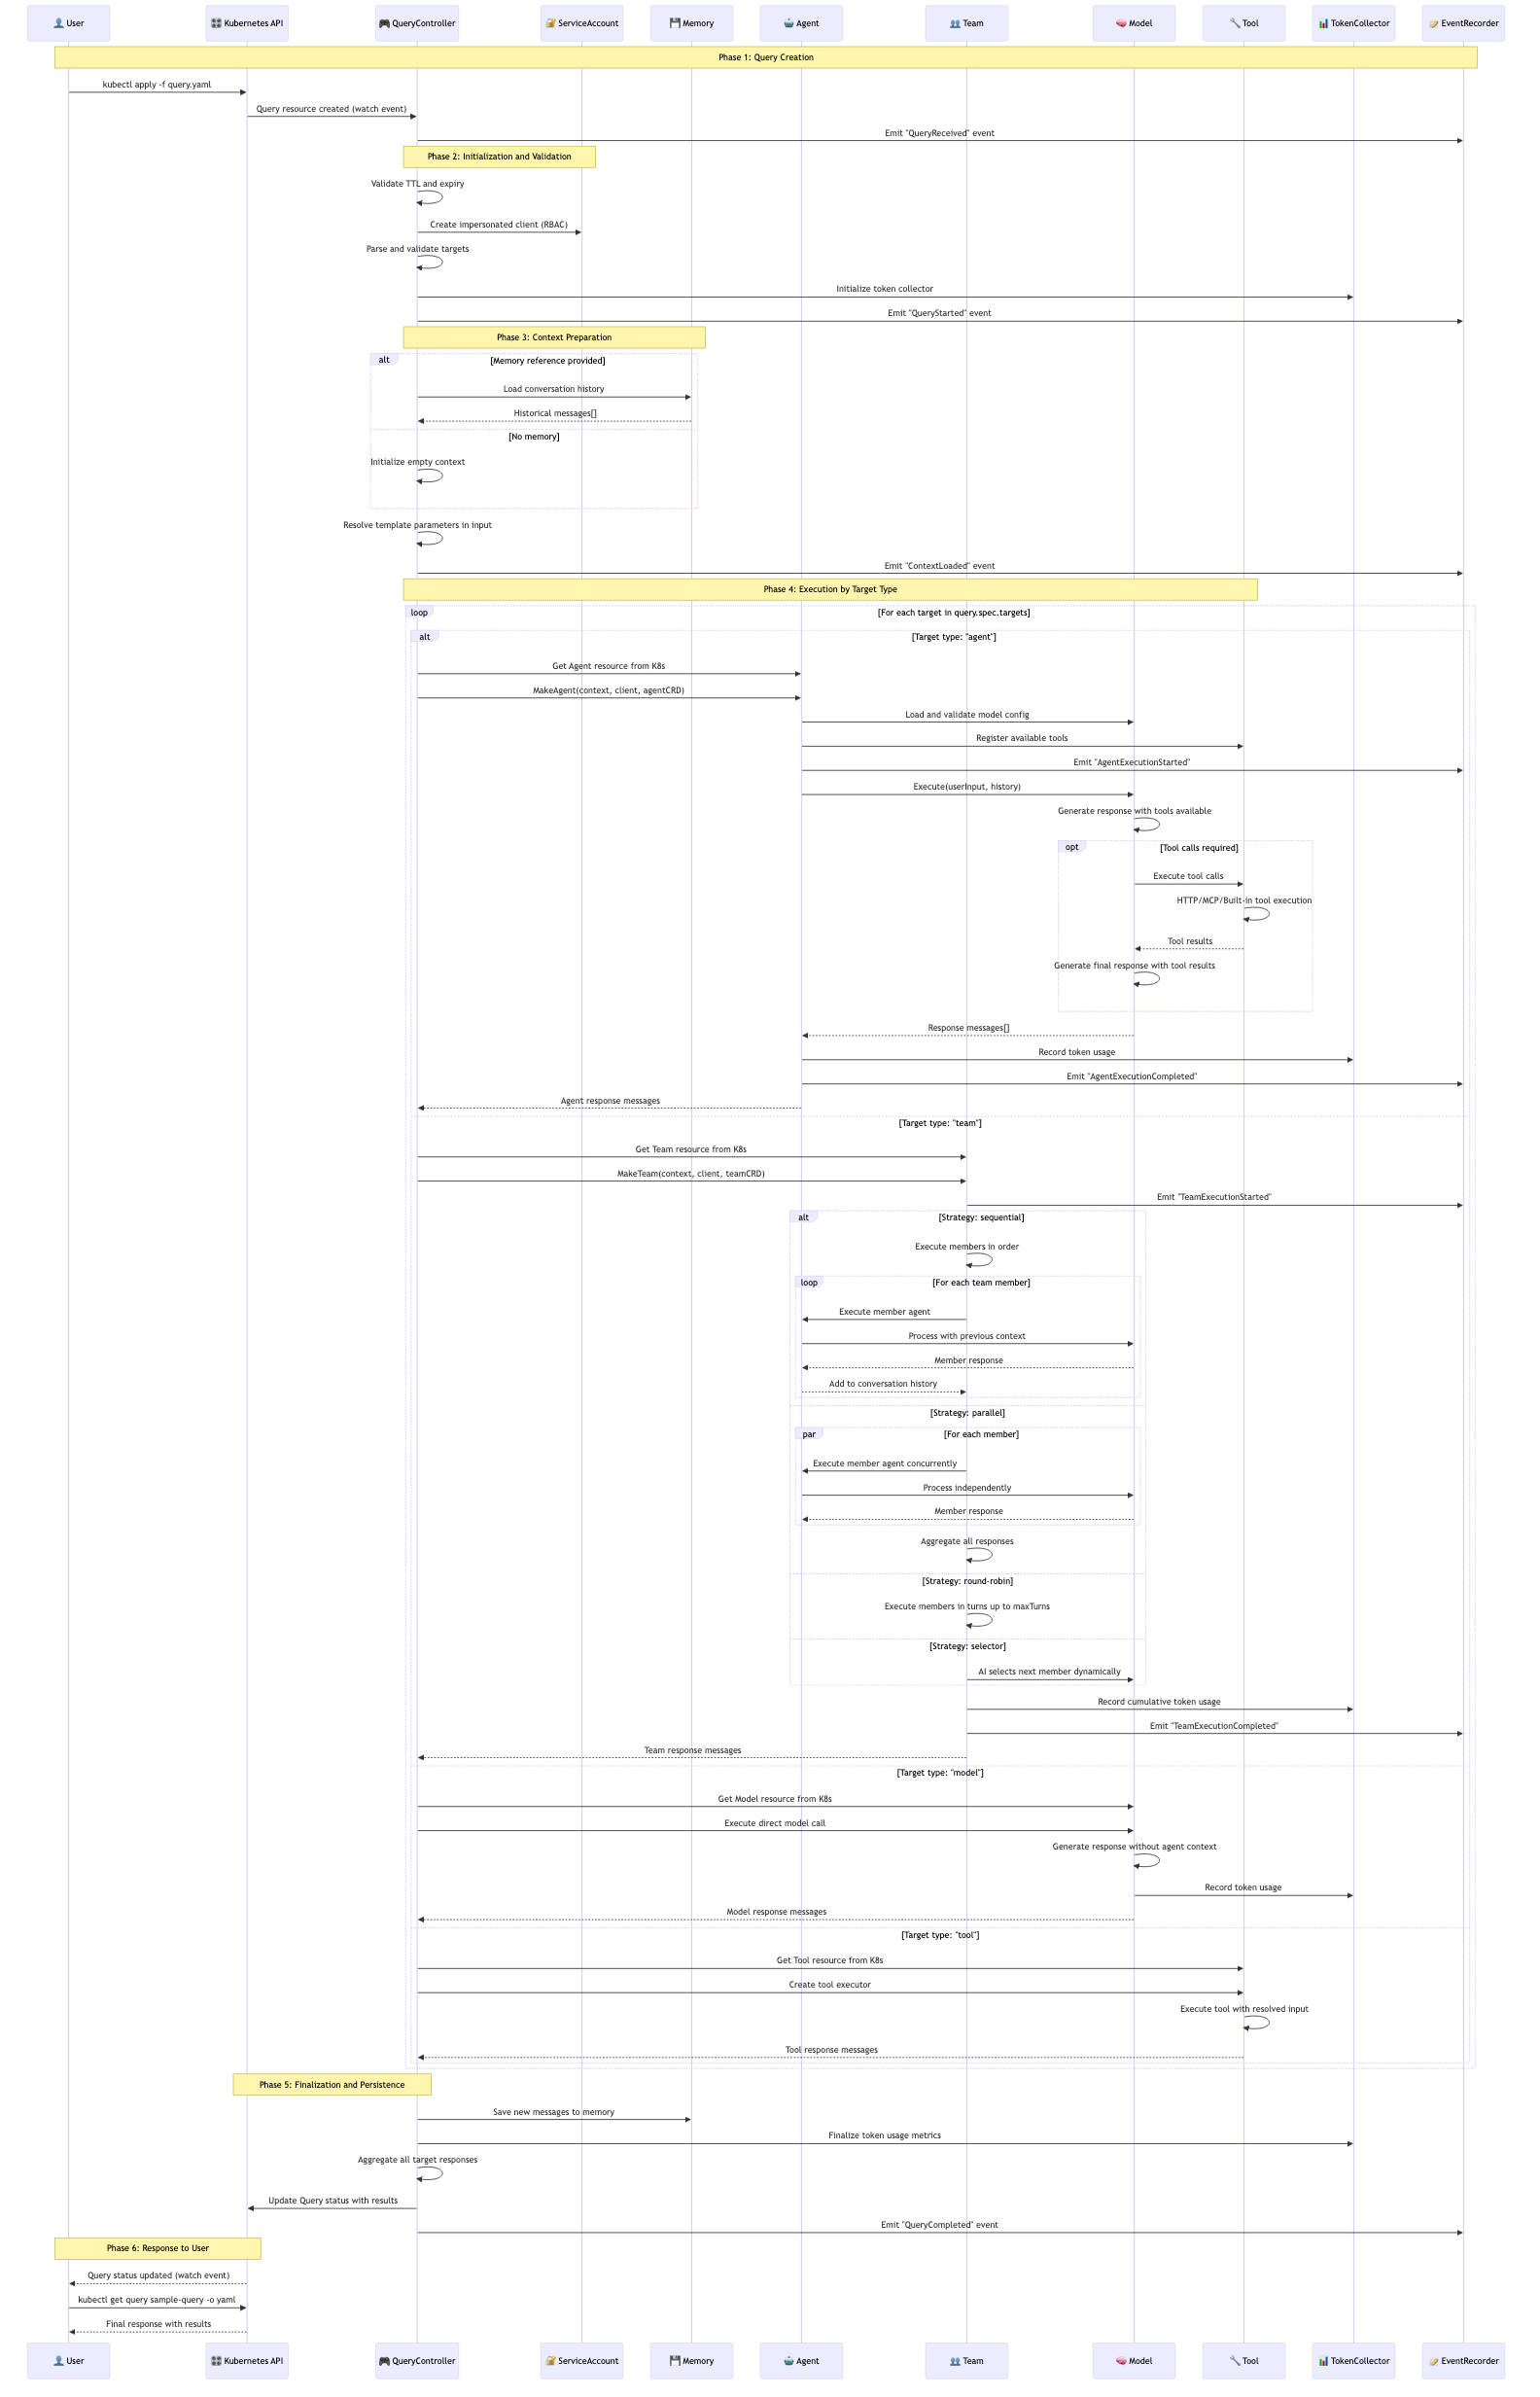 User
Kubernetes API
QueryController
ServiceAccount
Memory
Agent
Team
Model
Tool
TokenCollector
EventRecorder
Phase 1: Query Creation
kubectl apply -f query.yaml
Query resource created (watch event)
Emit "QueryReceived" event
Phase 2: Initialization and Validation
Validate TTL and expiry
Create impersonated client (RBAC)
Parse and validate targets
Initialize token collector
Emit "QueryStarted" event
Phase 3: Context Preparation
alt
[Memory reference provided]
Load conversation history
Historical messages[]
[No memory]
Initialize empty context
Resolve template parameters in input
Emit "ContextLoaded" event
Phase 4: Execution by Target Type
loop
[For each target in query.spec.targets]
alt
[Target type: "agent"]
Get Agent resource from K8s
MakeAgent(context, client, agentCRD)
Load and validate model config
Register available tools
Emit "AgentExecutionStarted"
Execute(userInput, history)
Generate response with tools available
opt
[Tool calls required]
Execute tool calls
HTTP/MCP/Built-in tool execution
Tool results
Generate final response with tool results
Response messages[]
Record token usage
Emit "AgentExecutionCompleted"
Agent response messages
[Target type: "team"]
Get Team resource from K8s
MakeTeam(context, client, teamCRD)
Emit "TeamExecutionStarted"
alt
[Strategy: sequential]
Execute members in order
loop
[For each team member]
Execute member agent
Process with previous context
Member response
Add to conversation history
[Strategy: parallel]
par
[For each member]
Execute member agent concurrently
Process independently
Member response
Aggregate all responses
[Strategy: round-robin]
Execute members in turns up to maxTurns
[Strategy: selector]
AI selects next member dynamically
Record cumulative token usage
Emit "TeamExecutionCompleted"
Team response messages
[Target type: "model"]
Get Model resource from K8s
Execute direct model call
Generate response without agent context
Record token usage
Model response messages
[Target type: "tool"]
Get Tool resource from K8s
Create tool executor
Execute tool with resolved input
Tool response messages
Phase 5: Finalization and Persistence
Save new messages to memory
Finalize token usage metrics
Aggregate all target responses
Update Query status with results
Emit "QueryCompleted" event
Phase 6: Response to User
Query status updated (watch event)
kubectl get query sample-query -o yaml
Final response with results
User
Kubernetes API
QueryController
ServiceAccount
Memory
Agent
Team
Model
Tool
TokenCollector
EventRecorder